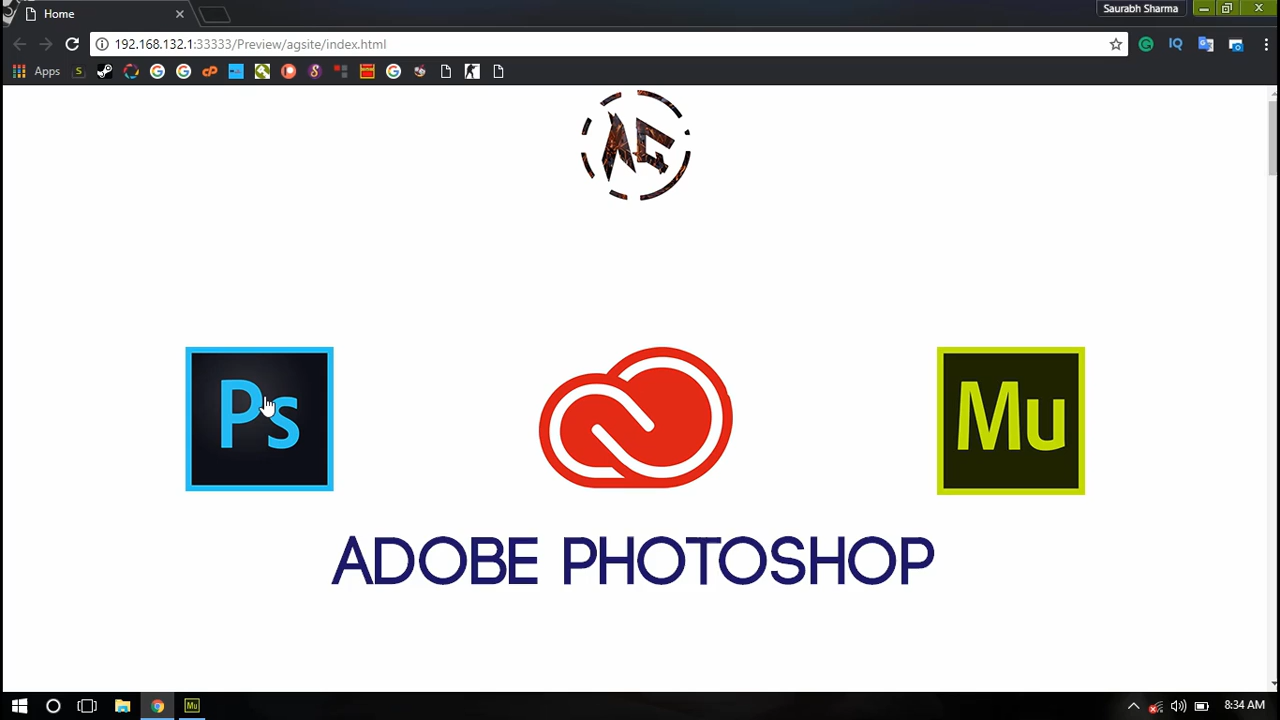 Home
Saurabh Sharma
192.168.132.1:33333/Preview/agsite/index.html
Apps
AG
Ps
Mu
ADOBE PHOTOSHOP
Mu
8:34 AM